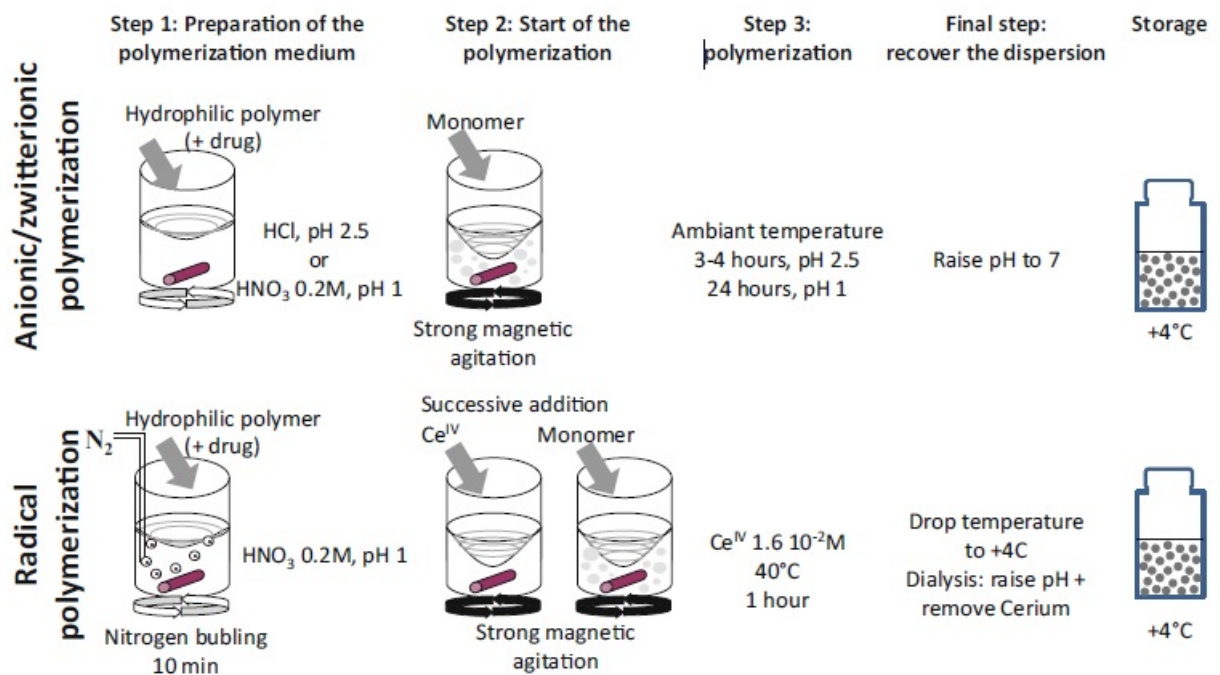 Step 1: Preparation of the
polymerization medium
Step 2: Start of the
polymerization
Step 3:
polymerization
Final step:
recover the dispersion
Storage
Anionic/zwitterionic
polymerization
Hydrophilic polymer
(+ drug)
HCl, pH 2.5
or
HNO₃ 0.2M, pH 1
Monomer
Strong magnetic
agitation
Ambiant temperature
3-4 hours, pH 2.5
24 hours, pH 1
Raise pH to 7
+4°C
Radical
polymerization
N₂
Hydrophilic polymer
(+ drug)
HNO₃ 0.2M, pH 1
Nitrogen bubling
10 min
Successive addition
Ceᴵⱽ
Monomer
Strong magnetic
agitation
Ceᴵⱽ 1.6 10⁻²M
40°C
1 hour
Drop temperature
to +4C
Dialysis: raise pH +
remove Cerium
+4°C